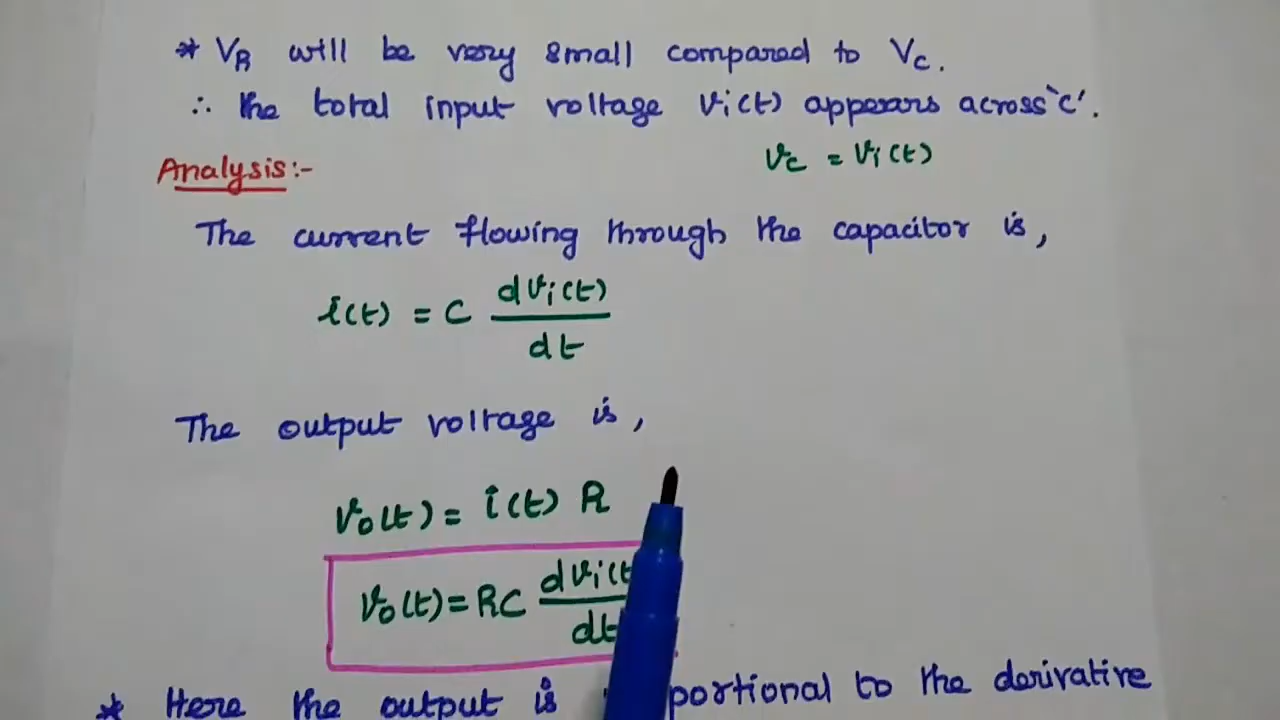 * VR will be very small compared to Vc.
∴ the total input voltage Vi(t) appears across 'c'.
Vc = Vi(t)
Analysis:-
The current flowing through the capacitor is,
i(t) = C dVi(t)/dt
The output voltage is,
Vo(t) = i(t) R
Vo(t) = RC dVi(t/dt
* Here the output is portional to the derivative